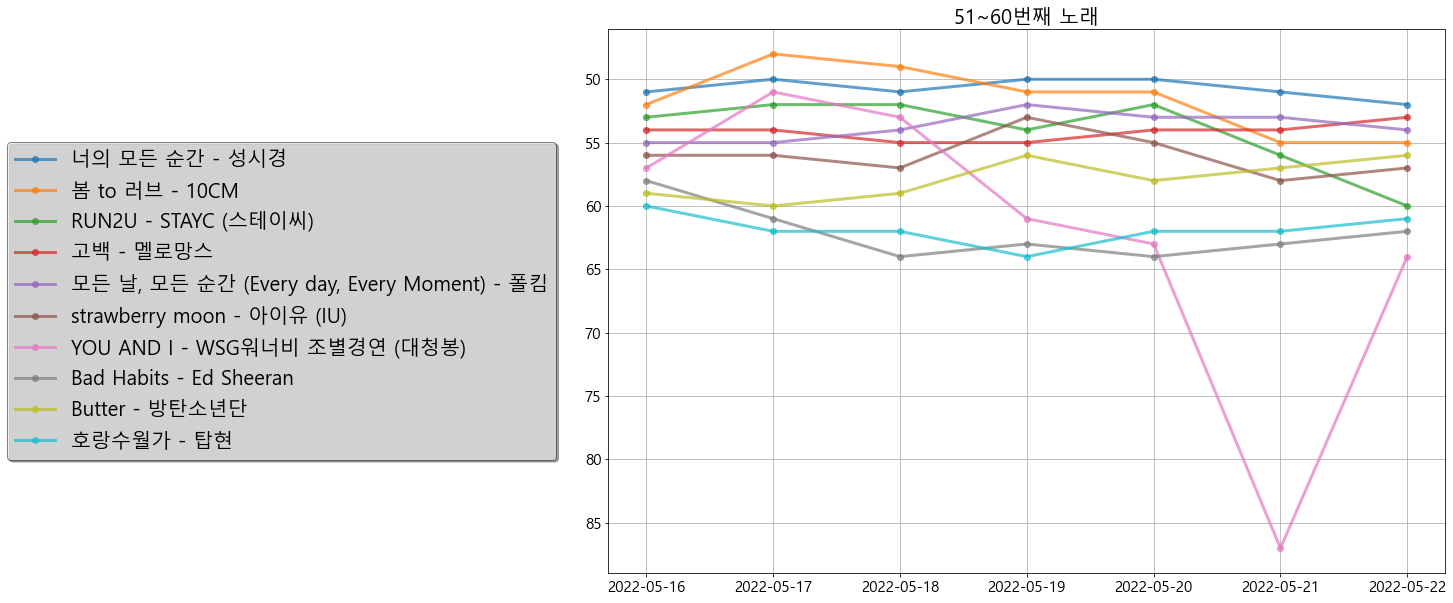 51~60번째 노래
너의 모든 순간 - 성시경
봄 to 러브 - 10CM
RUN2U - STAYC (스테이씨)
고백 - 멜로망스
모든 날, 모든 순간 (Every day, Every Moment) - 폴킴
strawberry moon - 아이유 (IU)
YOU AND I - WSG워너비 조별경연 (대청봉)
Bad Habits - Ed Sheeran
Butter - 방탄소년단
호랑수월가 - 탑현
50
55
60
65
70
75
80
85
2022-05-16 2022-05-17 2022-05-18 2022-05-19 2022-05-20 2022-05-21 2022-05-22